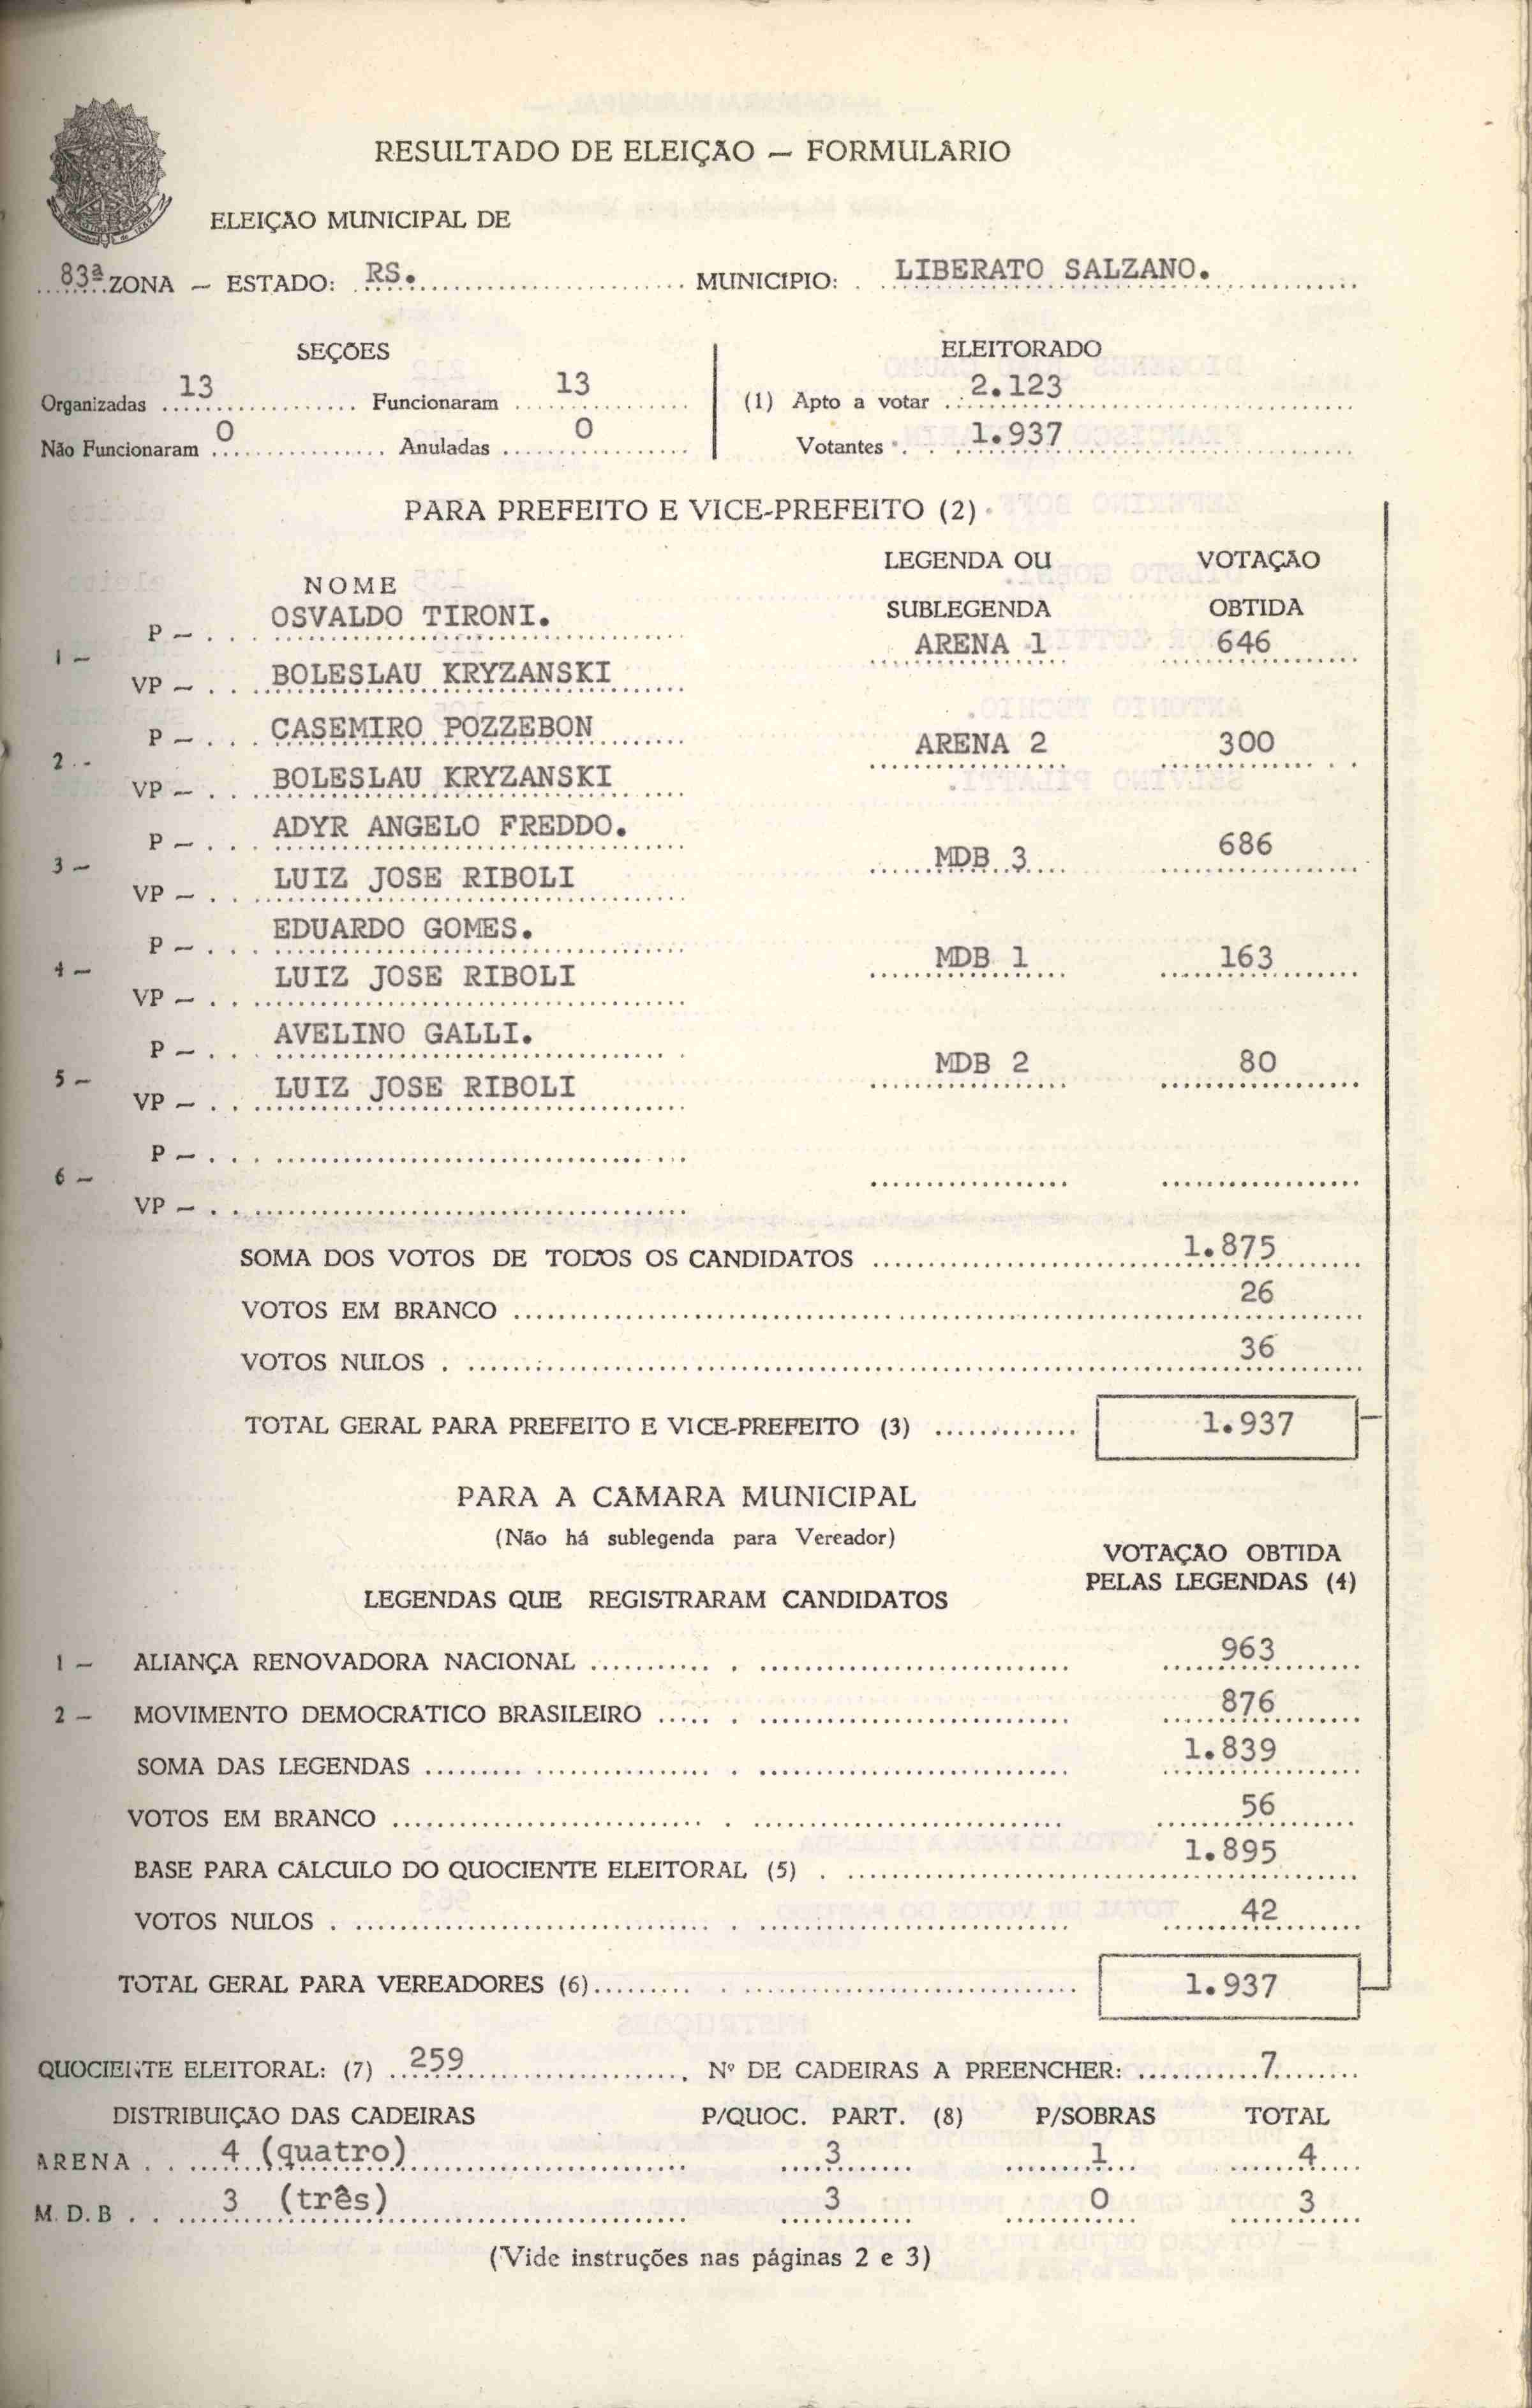 RESULTADO DE ELEIÇÃO — FORMULÁRIO
ELEIÇÃO MUNICIPAL DE
83ª ZONA — ESTADO: RS. MUNICIPIO: LIBERATO SALZANO.
SEÇÕES ELEITORADO
Organizadas 13 Funcionaram 13 (1) Apto a votar 2.123
Não Funcionaram 0 Anuladas 0 Votantes 1.937
PARA PREFEITO E VICE-PREFEITO (2)
NOME LEGENDA OU SUBLEGENDA VOTAÇÃO OBTIDA
1 — P — OSVALDO TIRONI. ARENA 1 646
VP — BOLESLAU KRYZANSKI
2 - P — CASEMIRO POZZEBON ARENA 2 300
VP — BOLESLAU KRYZANSKI
3 — P — ADYR ANGELO FREDDO. MDB 3 686
VP — LUIZ JOSE RIBOLI
4 — P — EDUARDO GOMES. MDB 1 163
VP — LUIZ JOSE RIBOLI
5 — P — AVELINO GALLI. MDB 2 80
VP — LUIZ JOSE RIBOLI
6 — P —
VP —
SOMA DOS VOTOS DE TODOS OS CANDIDATOS 1.875
VOTOS EM BRANCO 26
VOTOS NULOS 36
TOTAL GERAL PARA PREFEITO E VICE-PREFEITO (3) 1.937
PARA A CÂMARA MUNICIPAL
(Não há sublegenda para Vereador)
LEGENDAS QUE REGISTRARAM CANDIDATOS VOTAÇÃO OBTIDA PELAS LEGENDAS (4)
1 — ALIANÇA RENOVADORA NACIONAL 963
2 — MOVIMENTO DEMOCRÁTICO BRASILEIRO 876
SOMA DAS LEGENDAS 1.839
VOTOS EM BRANCO 56
BASE PARA CÁLCULO DO QUOCIENTE ELEITORAL (5) 1.895
VOTOS NULOS 42
TOTAL GERAL PARA VEREADORES (6) 1.937
QUOCIENTE ELEITORAL: (7) 259 Nº DE CADEIRAS A PREENCHER: 7
DISTRIBUIÇÃO DAS CADEIRAS P/QUOC. PART. (8) P/SOBRAS TOTAL
ARENA 4 (quatro) 3 1 4
M.D.B 3 (três) 3 0 3
(Vide instruções nas páginas 2 e 3)